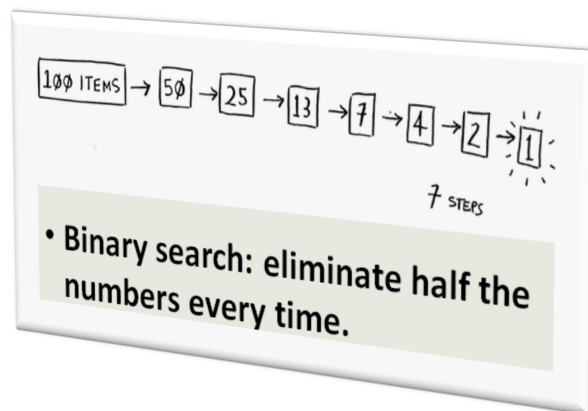 100 ITEMS → 50 → 25 → 13 → 7 → 4 → 2 → 1
7 STEPS
• Binary search: eliminate half the
numbers every time.